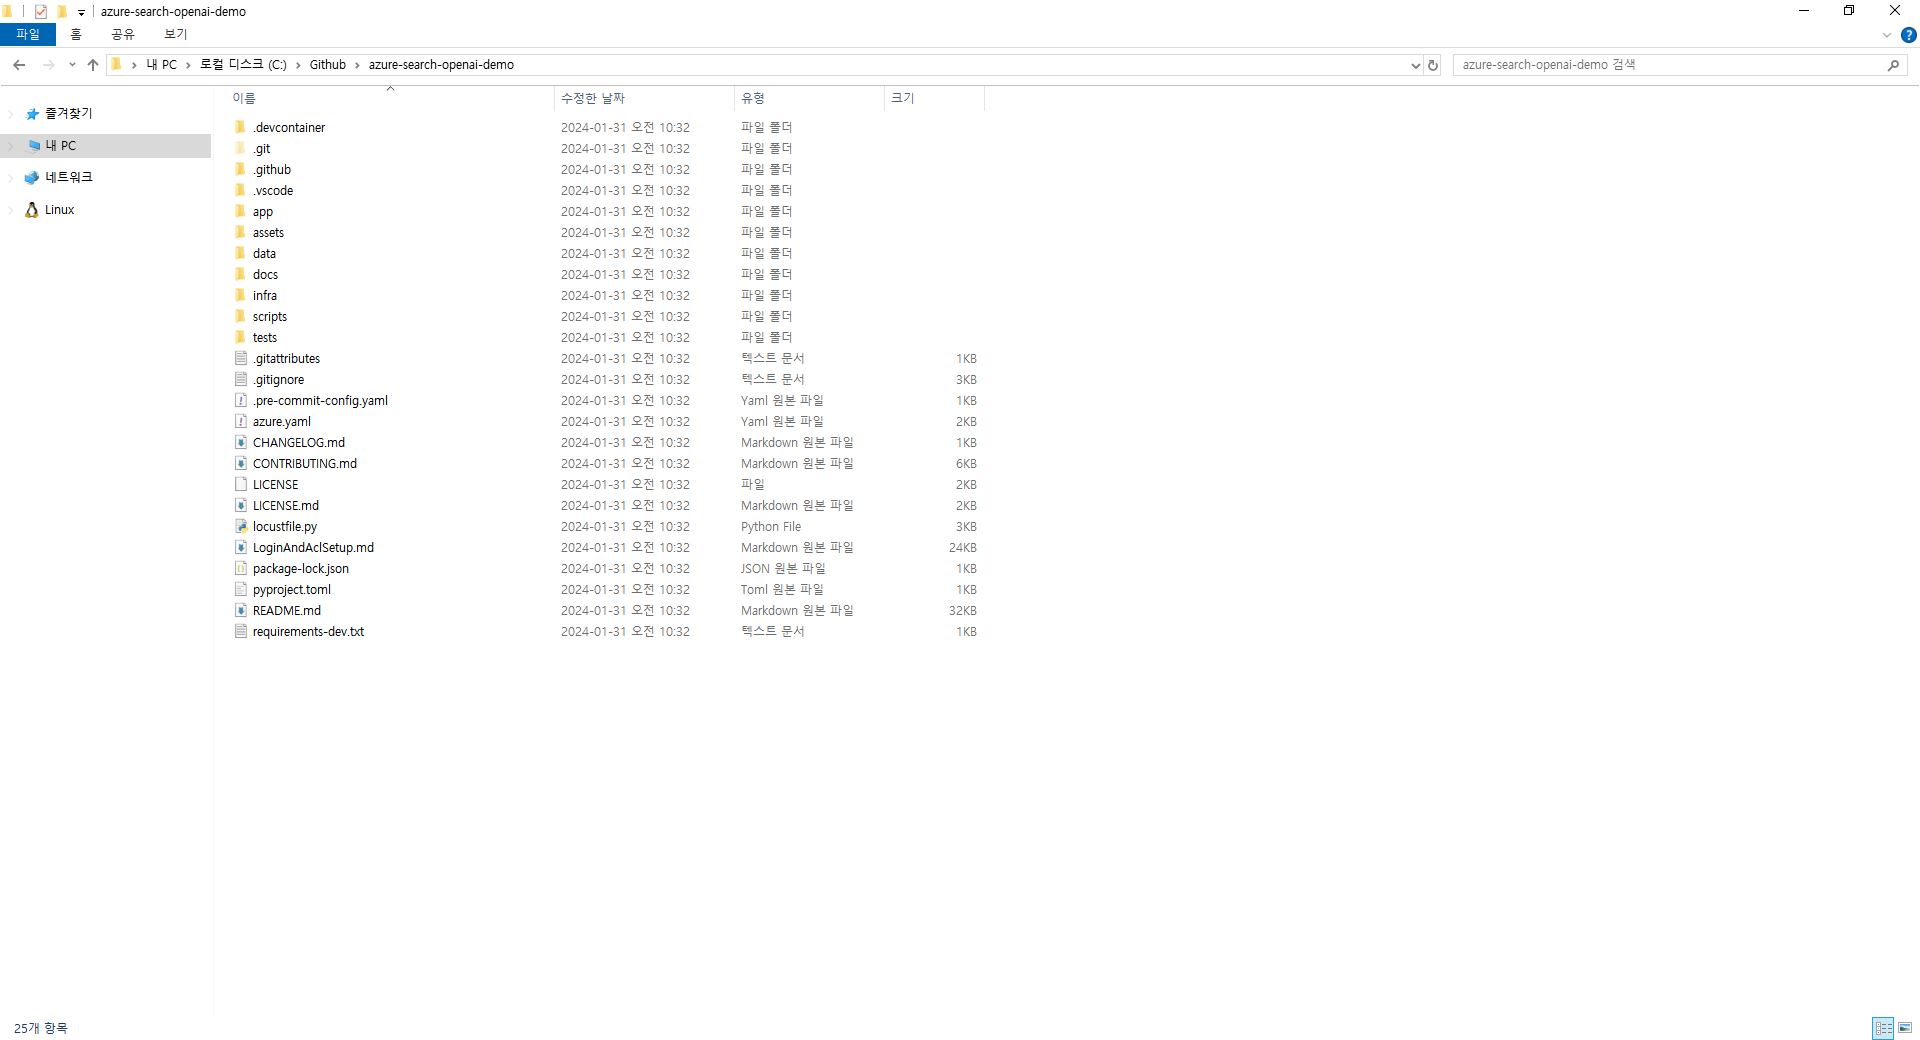 azure-search-openai-demo
파일 홈 공유 보기
내 PC 로컬 디스크 (C:) Github azure-search-openai-demo azure-search-openai-demo 검색
즐겨찾기
내 PC
네트워크
Linux
이름 수정한 날짜 유형 크기
.devcontainer 2024-01-31 오전 10:32 파일 폴더
.git 2024-01-31 오전 10:32 파일 폴더
.github 2024-01-31 오전 10:32 파일 폴더
.vscode 2024-01-31 오전 10:32 파일 폴더
app 2024-01-31 오전 10:32 파일 폴더
assets 2024-01-31 오전 10:32 파일 폴더
data 2024-01-31 오전 10:32 파일 폴더
docs 2024-01-31 오전 10:32 파일 폴더
infra 2024-01-31 오전 10:32 파일 폴더
scripts 2024-01-31 오전 10:32 파일 폴더
tests 2024-01-31 오전 10:32 파일 폴더
.gitattributes 2024-01-31 오전 10:32 텍스트 문서 1KB
.gitignore 2024-01-31 오전 10:32 텍스트 문서 3KB
.pre-commit-config.yaml 2024-01-31 오전 10:32 Yaml 원본 파일 1KB
azure.yaml 2024-01-31 오전 10:32 Yaml 원본 파일 2KB
CHANGELOG.md 2024-01-31 오전 10:32 Markdown 원본 파일 1KB
CONTRIBUTING.md 2024-01-31 오전 10:32 Markdown 원본 파일 6KB
LICENSE 2024-01-31 오전 10:32 파일 2KB
LICENSE.md 2024-01-31 오전 10:32 Markdown 원본 파일 2KB
locustfile.py 2024-01-31 오전 10:32 Python File 3KB
LoginAndAclSetup.md 2024-01-31 오전 10:32 Markdown 원본 파일 24KB
package-lock.json 2024-01-31 오전 10:32 JSON 원본 파일 1KB
pyproject.toml 2024-01-31 오전 10:32 Toml 원본 파일 1KB
README.md 2024-01-31 오전 10:32 Markdown 원본 파일 32KB
requirements-dev.txt 2024-01-31 오전 10:32 텍스트 문서 1KB
25개 항목